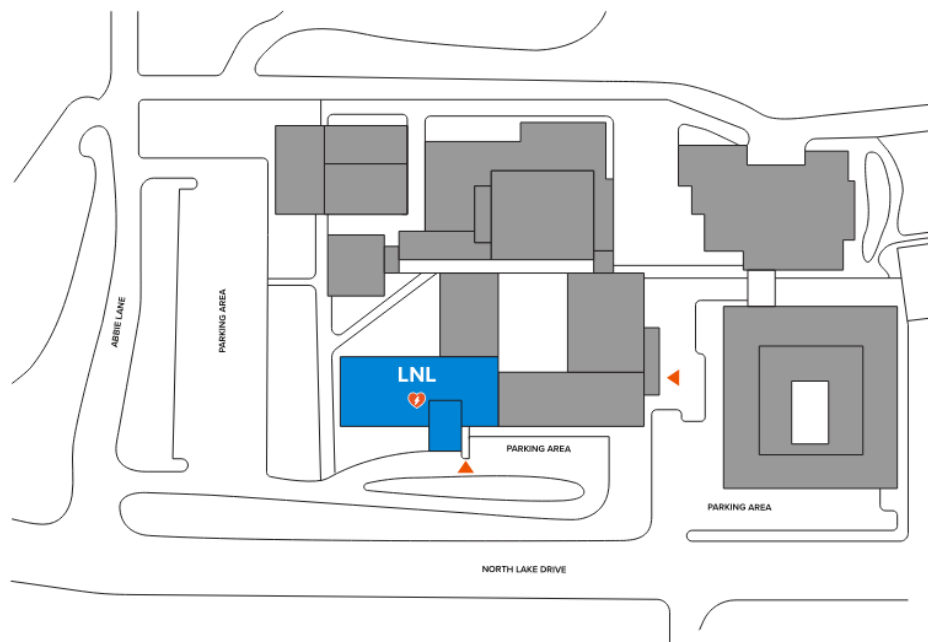 ABBIE LANE
PARKING AREA
LNL
PARKING AREA
PARKING AREA
NORTH LAKE DRIVE